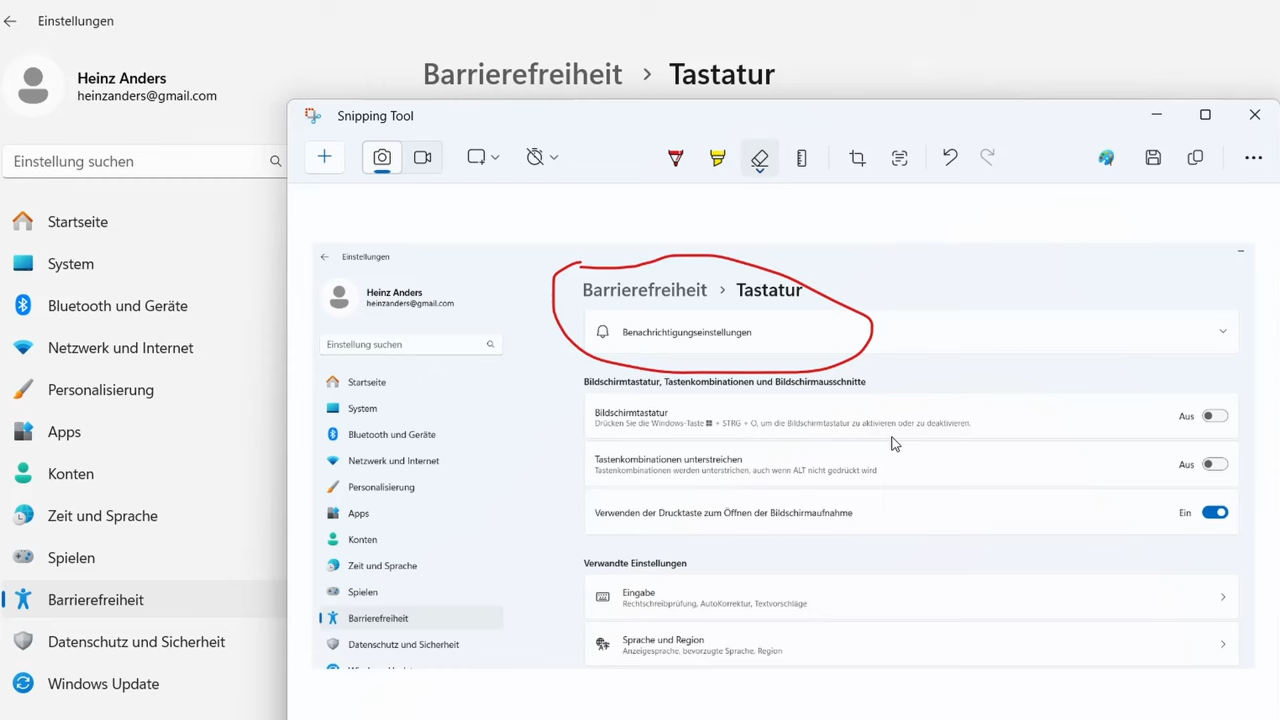 Einstellungen
Heinz Anders
heinzanders@gmail.com
Barrierefreiheit > Tastatur
Einstellung suchen
Startseite
System
Bluetooth und Geräte
Netzwerk und Internet
Personalisierung
Apps
Konten
Zeit und Sprache
Spielen
Barrierefreiheit
Datenschutz und Sicherheit
Windows Update
Snipping Tool
Einstellungen
Heinz Anders
heinzanders@gmail.com
Einstellung suchen
Startseite
System
Bluetooth und Geräte
Netzwerk und Internet
Personalisierung
Apps
Konten
Zeit und Sprache
Spielen
Barrierefreiheit
Datenschutz und Sicherheit
Barrierefreiheit > Tastatur
Benachrichtigungseinstellungen
Bildschirmtastatur, Tastenkombinationen und Bildschirmausschnitte
Bildschirmtastatur
Drücken Sie die Windows-Taste + STRG + O, um die Bildschirmtastatur zu aktivieren oder zu deaktivieren.
Aus
Tastenkombinationen unterstreichen
Tastenkombinationen werden unterstrichen, auch wenn ALT nicht gedrückt wird
Aus
Verwenden der Drucktaste zum Öffnen der Bildschirmaufnahme
Ein
Verwandte Einstellungen
Eingabe
Rechtschreibprüfung, AutoKorrektur, Textvorschläge
Sprache und Region
Anzeigesprache, bevorzugte Sprache, Region